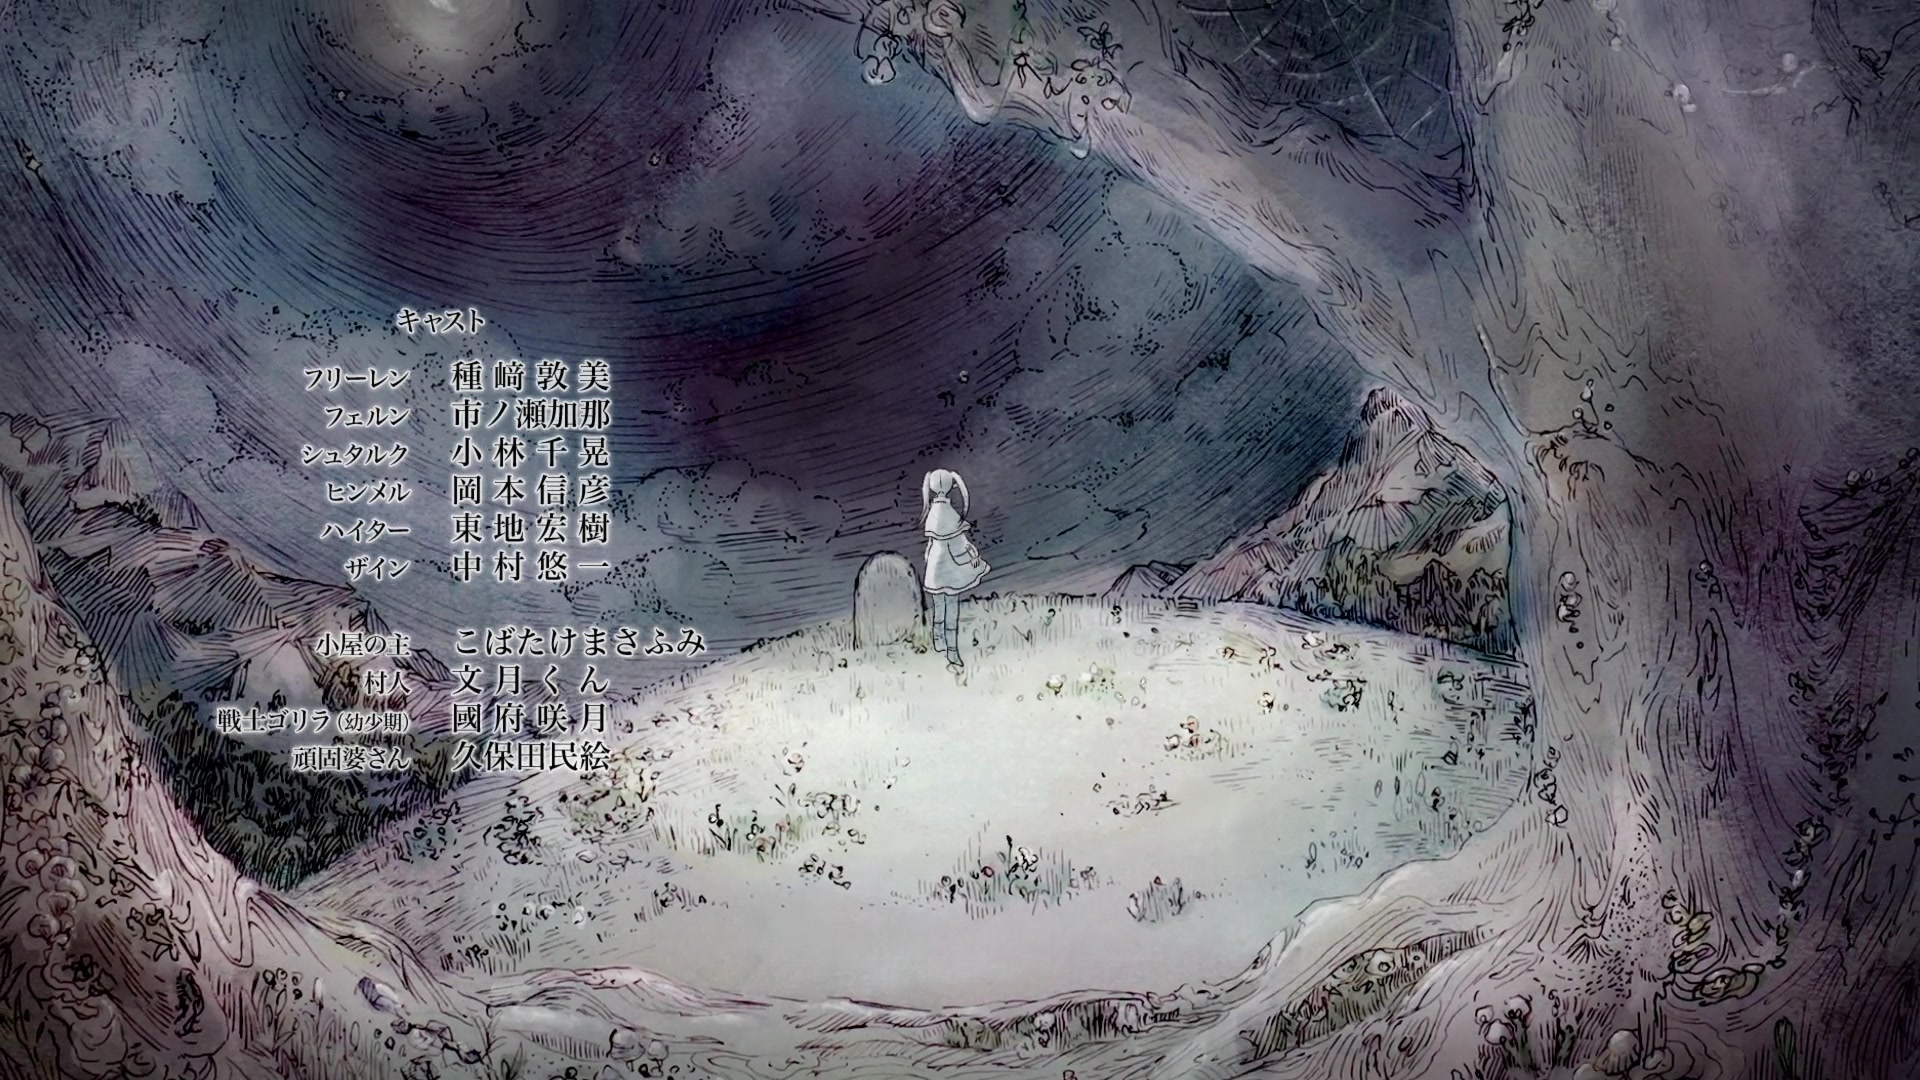 キャスト
フリーレン 種﨑敦美
フェルン 市ノ瀬加那
シュタルク 小林千晃
ヒンメル 岡本信彦
ハイター 東地宏樹
ザイン 中村悠一
小屋の主 こばたけまさふみ
村人 文月くん
戦士ゴリラ(幼少期) 國府咲月
頑固婆さん 久保田民絵